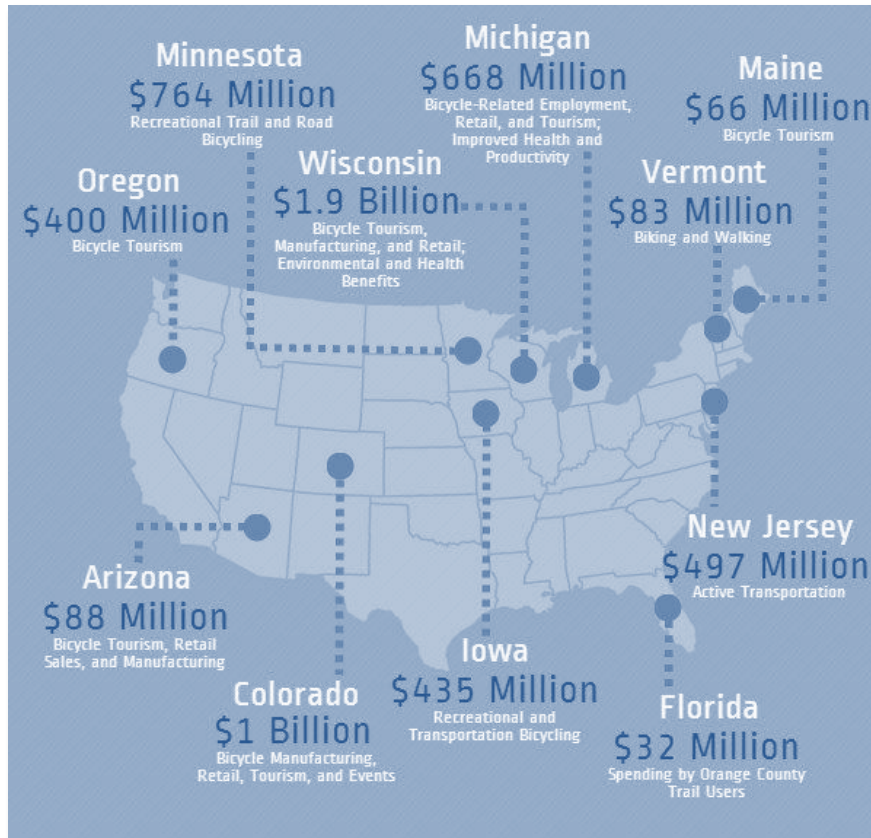 Minnesota
$764 Million
Recreational Trail and Road
Bicycling
Michigan
$668 Million
Bicycle-Related Employment,
Retail, and Tourism;
Improved Health and
Productivity
Maine
$66 Million
Bicycle Tourism
Oregon
$400 Million
Bicycle Tourism
Wisconsin
$1.9 Billion
Bicycle Tourism,
Manufacturing, and Retail;
Environmental and Health
Benefits
Vermont
$83 Million
Biking and Walking
New Jersey
$497 Million
Active Transportation
Arizona
$88 Million
Bicycle Tourism, Retail
Sales, and Manufacturing
Colorado
$1 Billion
Bicycle Manufacturing,
Retail, Tourism, and Events
Iowa
$435 Million
Recreational and
Transportation Bicycling
Florida
$32 Million
Spending by Orange County
Trail Users